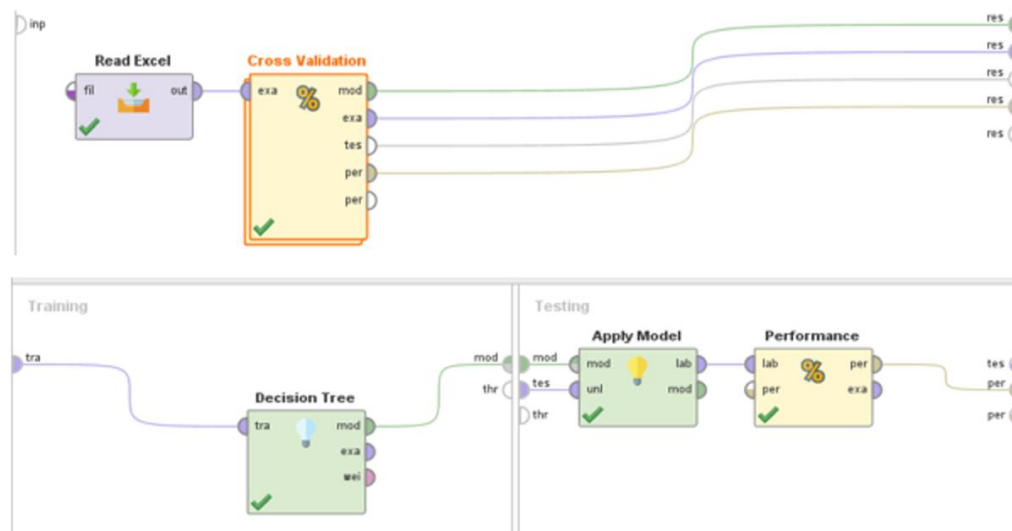 inp
res
res
res
res
res
Read Excel
fil out
Cross Validation
exa mod
exa
tes
per
per
Training
tra
mod
thr
Decision Tree
tra mod
exa
wei
Testing
mod
tes
thr
Apply Model
mod lab
unl mod
Performance
lab per
per exa
tes
per
per